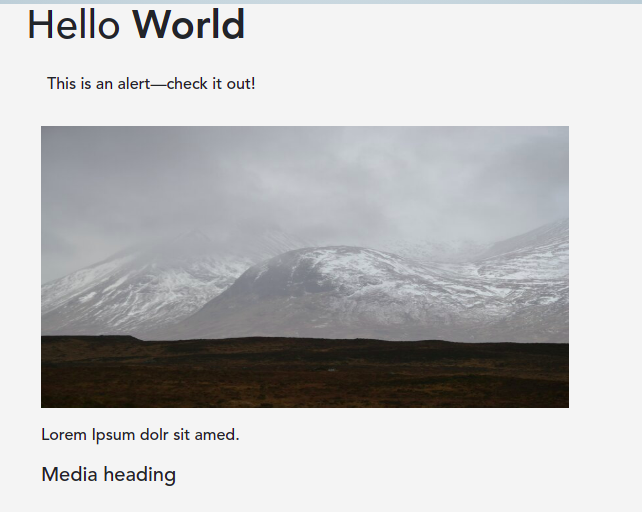 Hello World
This is an alert—check it out!
Lorem Ipsum dolr sit amed.
Media heading